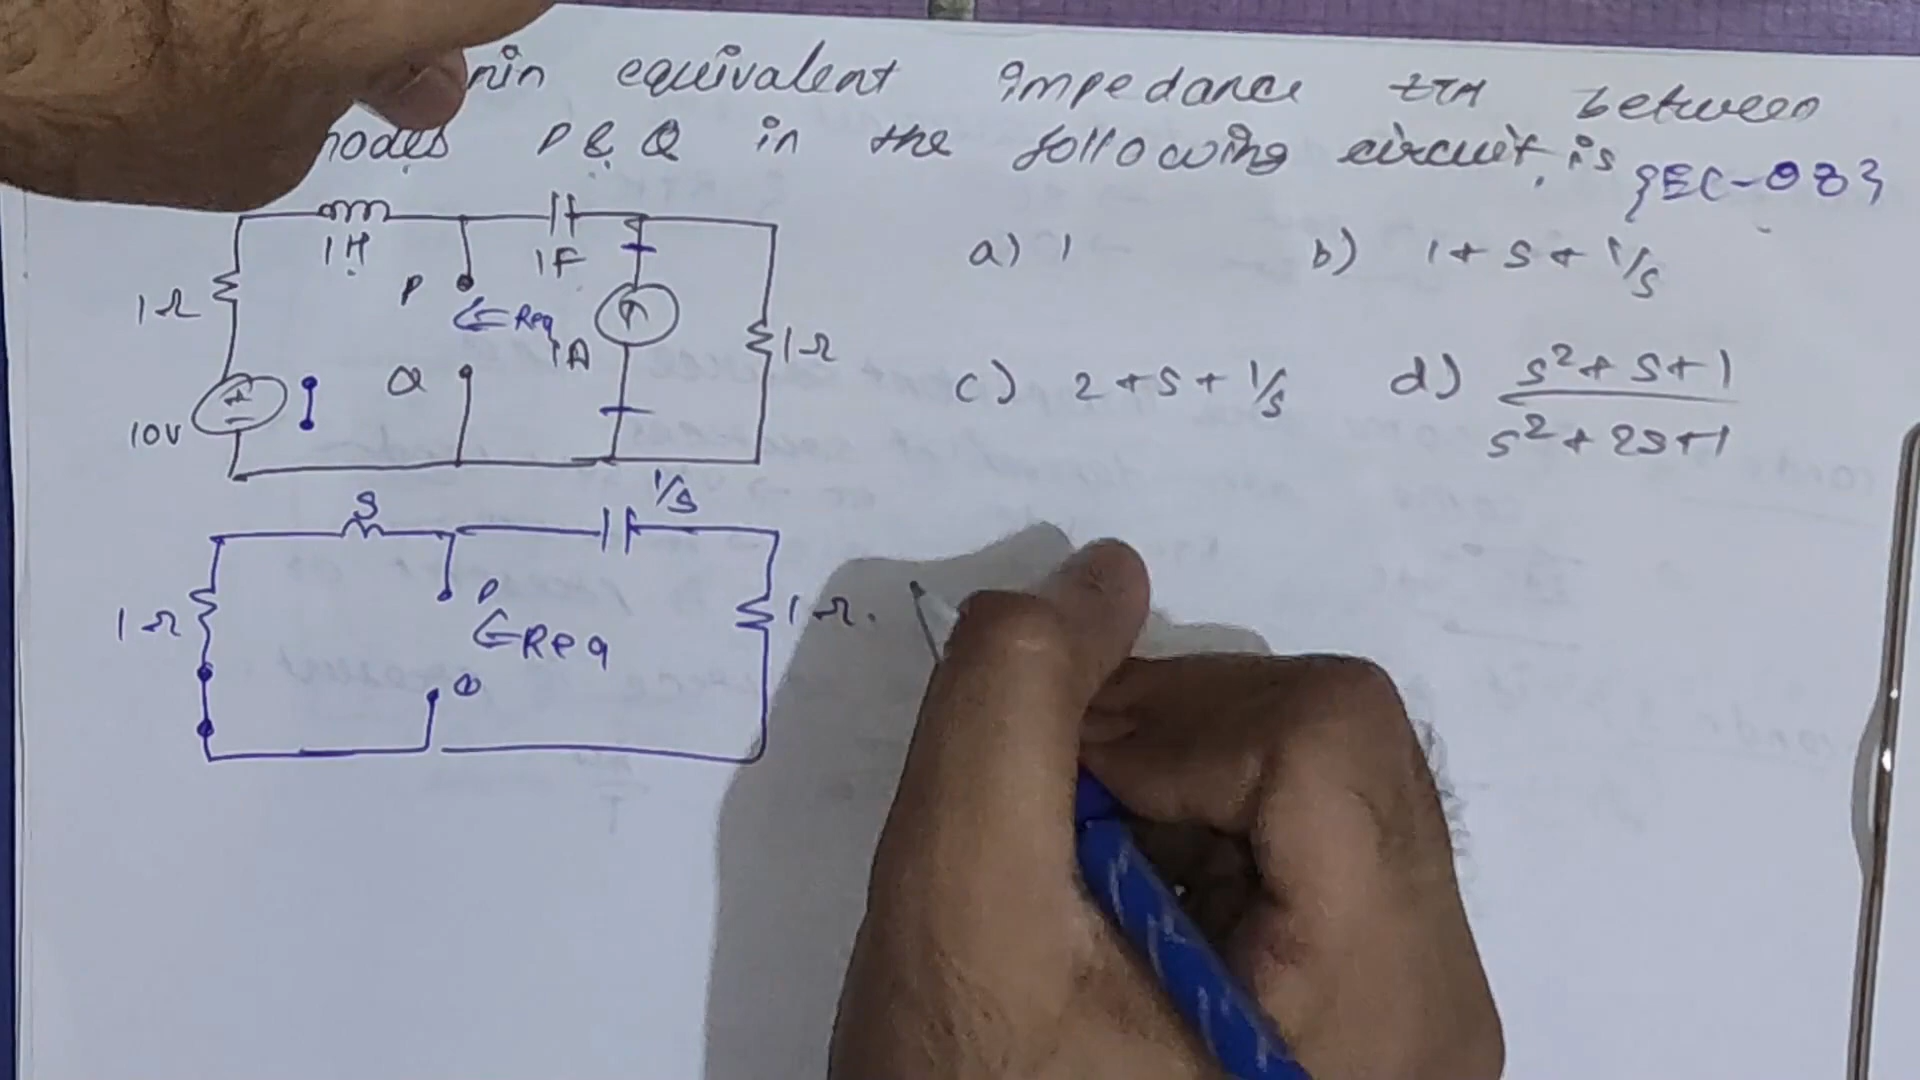 equivalent impedance ZTH between
nodes P & Q in the following circuit, is {EC-08}
1H
1F
a) 1
b) 1 + S + 1/S
1Ω
P
Req
1A
1Ω
Q
c) 2 + S + 1/S
d) s² + s + 1 / s² + 2s + 1
10V
S
1/S
1Ω
P
Req
1Ω.
Q